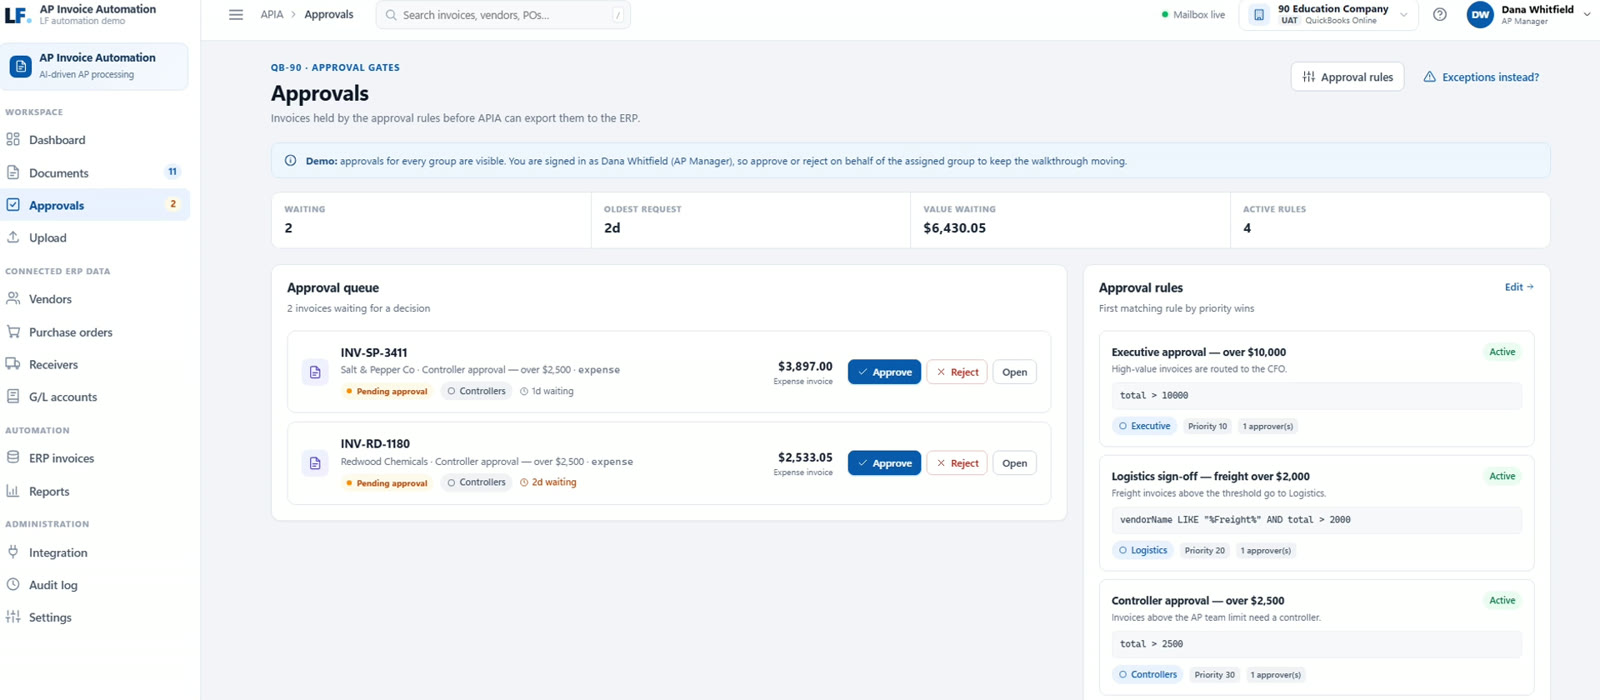 LF.
AP Invoice Automation
LF automation demo
APIA > Approvals
Search invoices, vendors, POs...
/
Mailbox live
90 Education Company
UAT QuickBooks Online
DW
Dana Whitfield
AP Manager
AP Invoice Automation
AI-driven AP processing
WORKSPACE
Dashboard
Documents 11
Approvals 2
Upload
CONNECTED ERP DATA
Vendors
Purchase orders
Receivers
G/L accounts
AUTOMATION
ERP invoices
Reports
ADMINISTRATION
Integration
Audit log
Settings
QB-90 · APPROVAL GATES
Approvals
Invoices held by the approval rules before APIA can export them to the ERP.
Approval rules
Exceptions instead?
Demo: approvals for every group are visible. You are signed in as Dana Whitfield (AP Manager), so approve or reject on behalf of the assigned group to keep the walkthrough moving.
WAITING
2
OLDEST REQUEST
2d
VALUE WAITING
$6,430.05
ACTIVE RULES
4
Approval queue
2 invoices waiting for a decision
INV-SP-3411
Salt & Pepper Co · Controller approval — over $2,500 · expense
Pending approval Controllers 1d waiting
$3,897.00
Expense invoice
Approve Reject Open
INV-RD-1180
Redwood Chemicals · Controller approval — over $2,500 · expense
Pending approval Controllers 2d waiting
$2,533.05
Expense invoice
Approve Reject Open
Approval rules
Edit →
First matching rule by priority wins
Executive approval — over $10,000 Active
High-value invoices are routed to the CFO.
total > 10000
Executive Priority 10 1 approver(s)
Logistics sign-off — freight over $2,000 Active
Freight invoices above the threshold go to Logistics.
vendorName LIKE "%Freight%" AND total > 2000
Logistics Priority 20 1 approver(s)
Controller approval — over $2,500 Active
Invoices above the AP team limit need a controller.
total > 2500
Controllers Priority 30 1 approver(s)